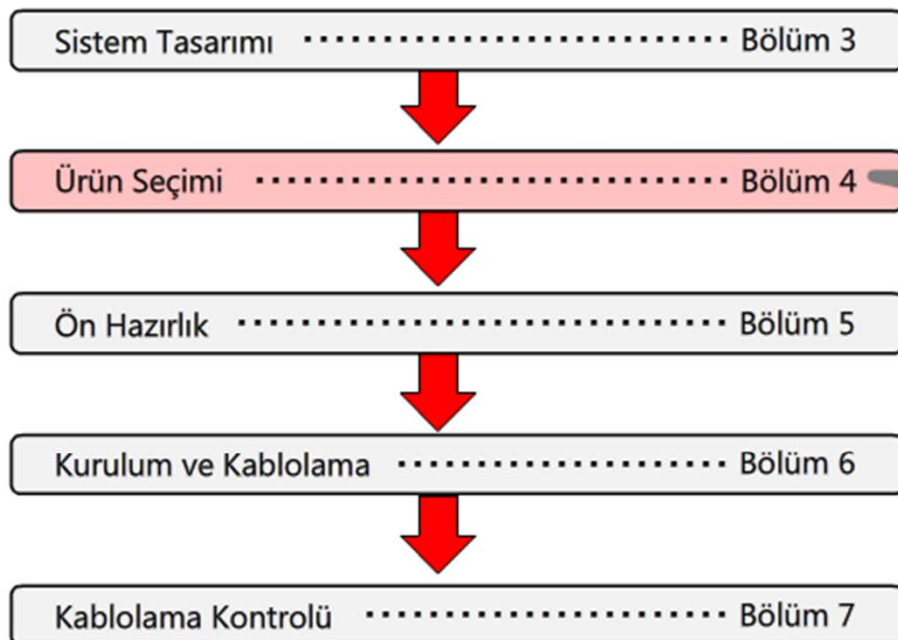 Sistem Tasarımı ································ Bölüm 3
Ürün Seçimi ···································· Bölüm 4
Ön Hazırlık ····································· Bölüm 5
Kurulum ve Kablolama ························· Bölüm 6
Kablolama Kontrolü ··························· Bölüm 7